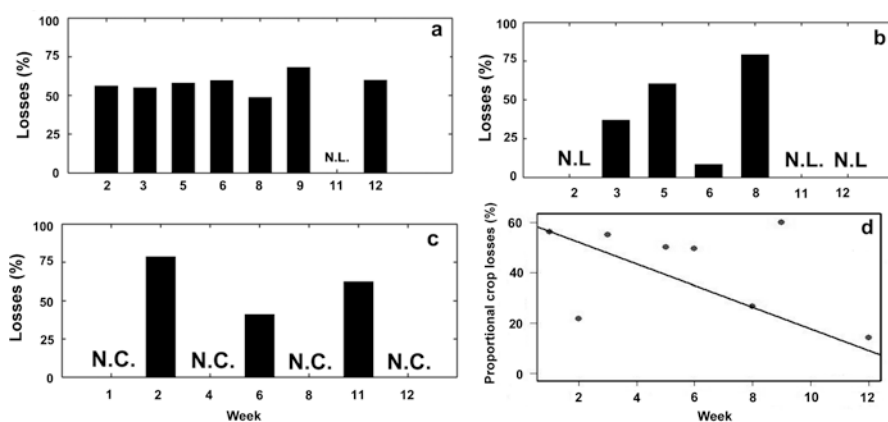 a
100
75
50
25
0
Losses (%)
N.L.
2 3 5 6 8 9 11 12
b
100
75
50
25
0
Losses (%)
N.L N.L. N.L
2 3 5 6 8 11 12
c
100
75
50
25
0
Losses (%)
N.C. N.C. N.C. N.C.
1 2 4 6 8 11 12
Week
d
60
40
20
0
Proportional crop losses (%)
2 4 6 8 10 12
Week